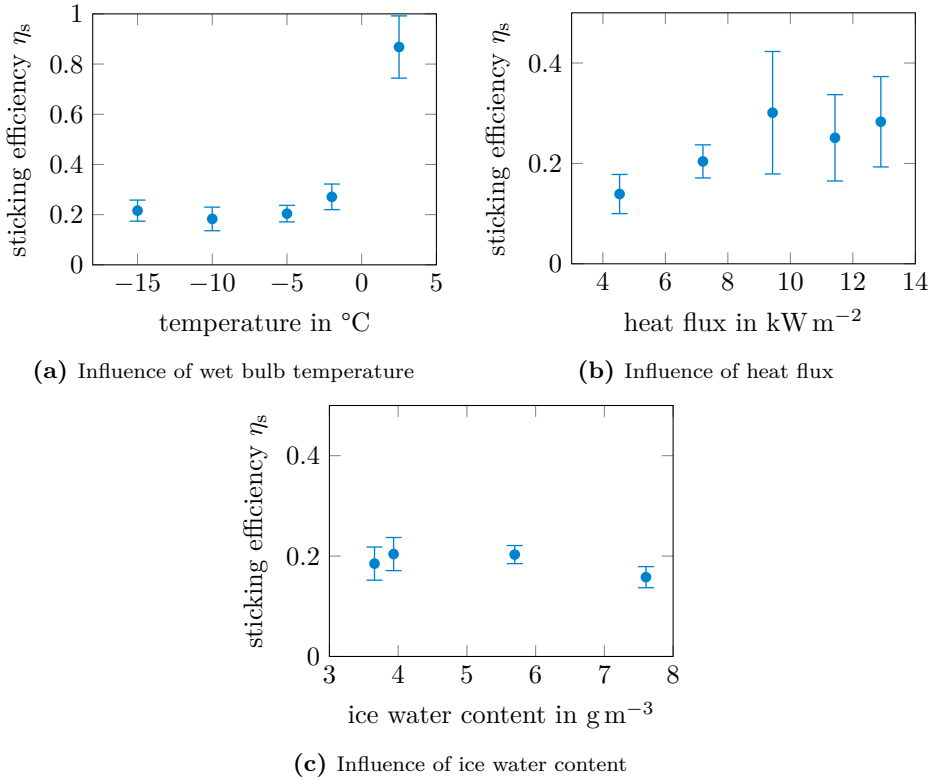 sticking efficiency ηs
1
0.8
0.6
0.4
0.2
0
−15 −10 −5 0 5
temperature in °C
(a) Influence of wet bulb temperature
sticking efficiency ηs
0.4
0.2
0
4 6 8 10 12 14
heat flux in kW m−2
(b) Influence of heat flux
sticking efficiency ηs
0.4
0.2
0
3 4 5 6 7 8
ice water content in g m−3
(c) Influence of ice water content